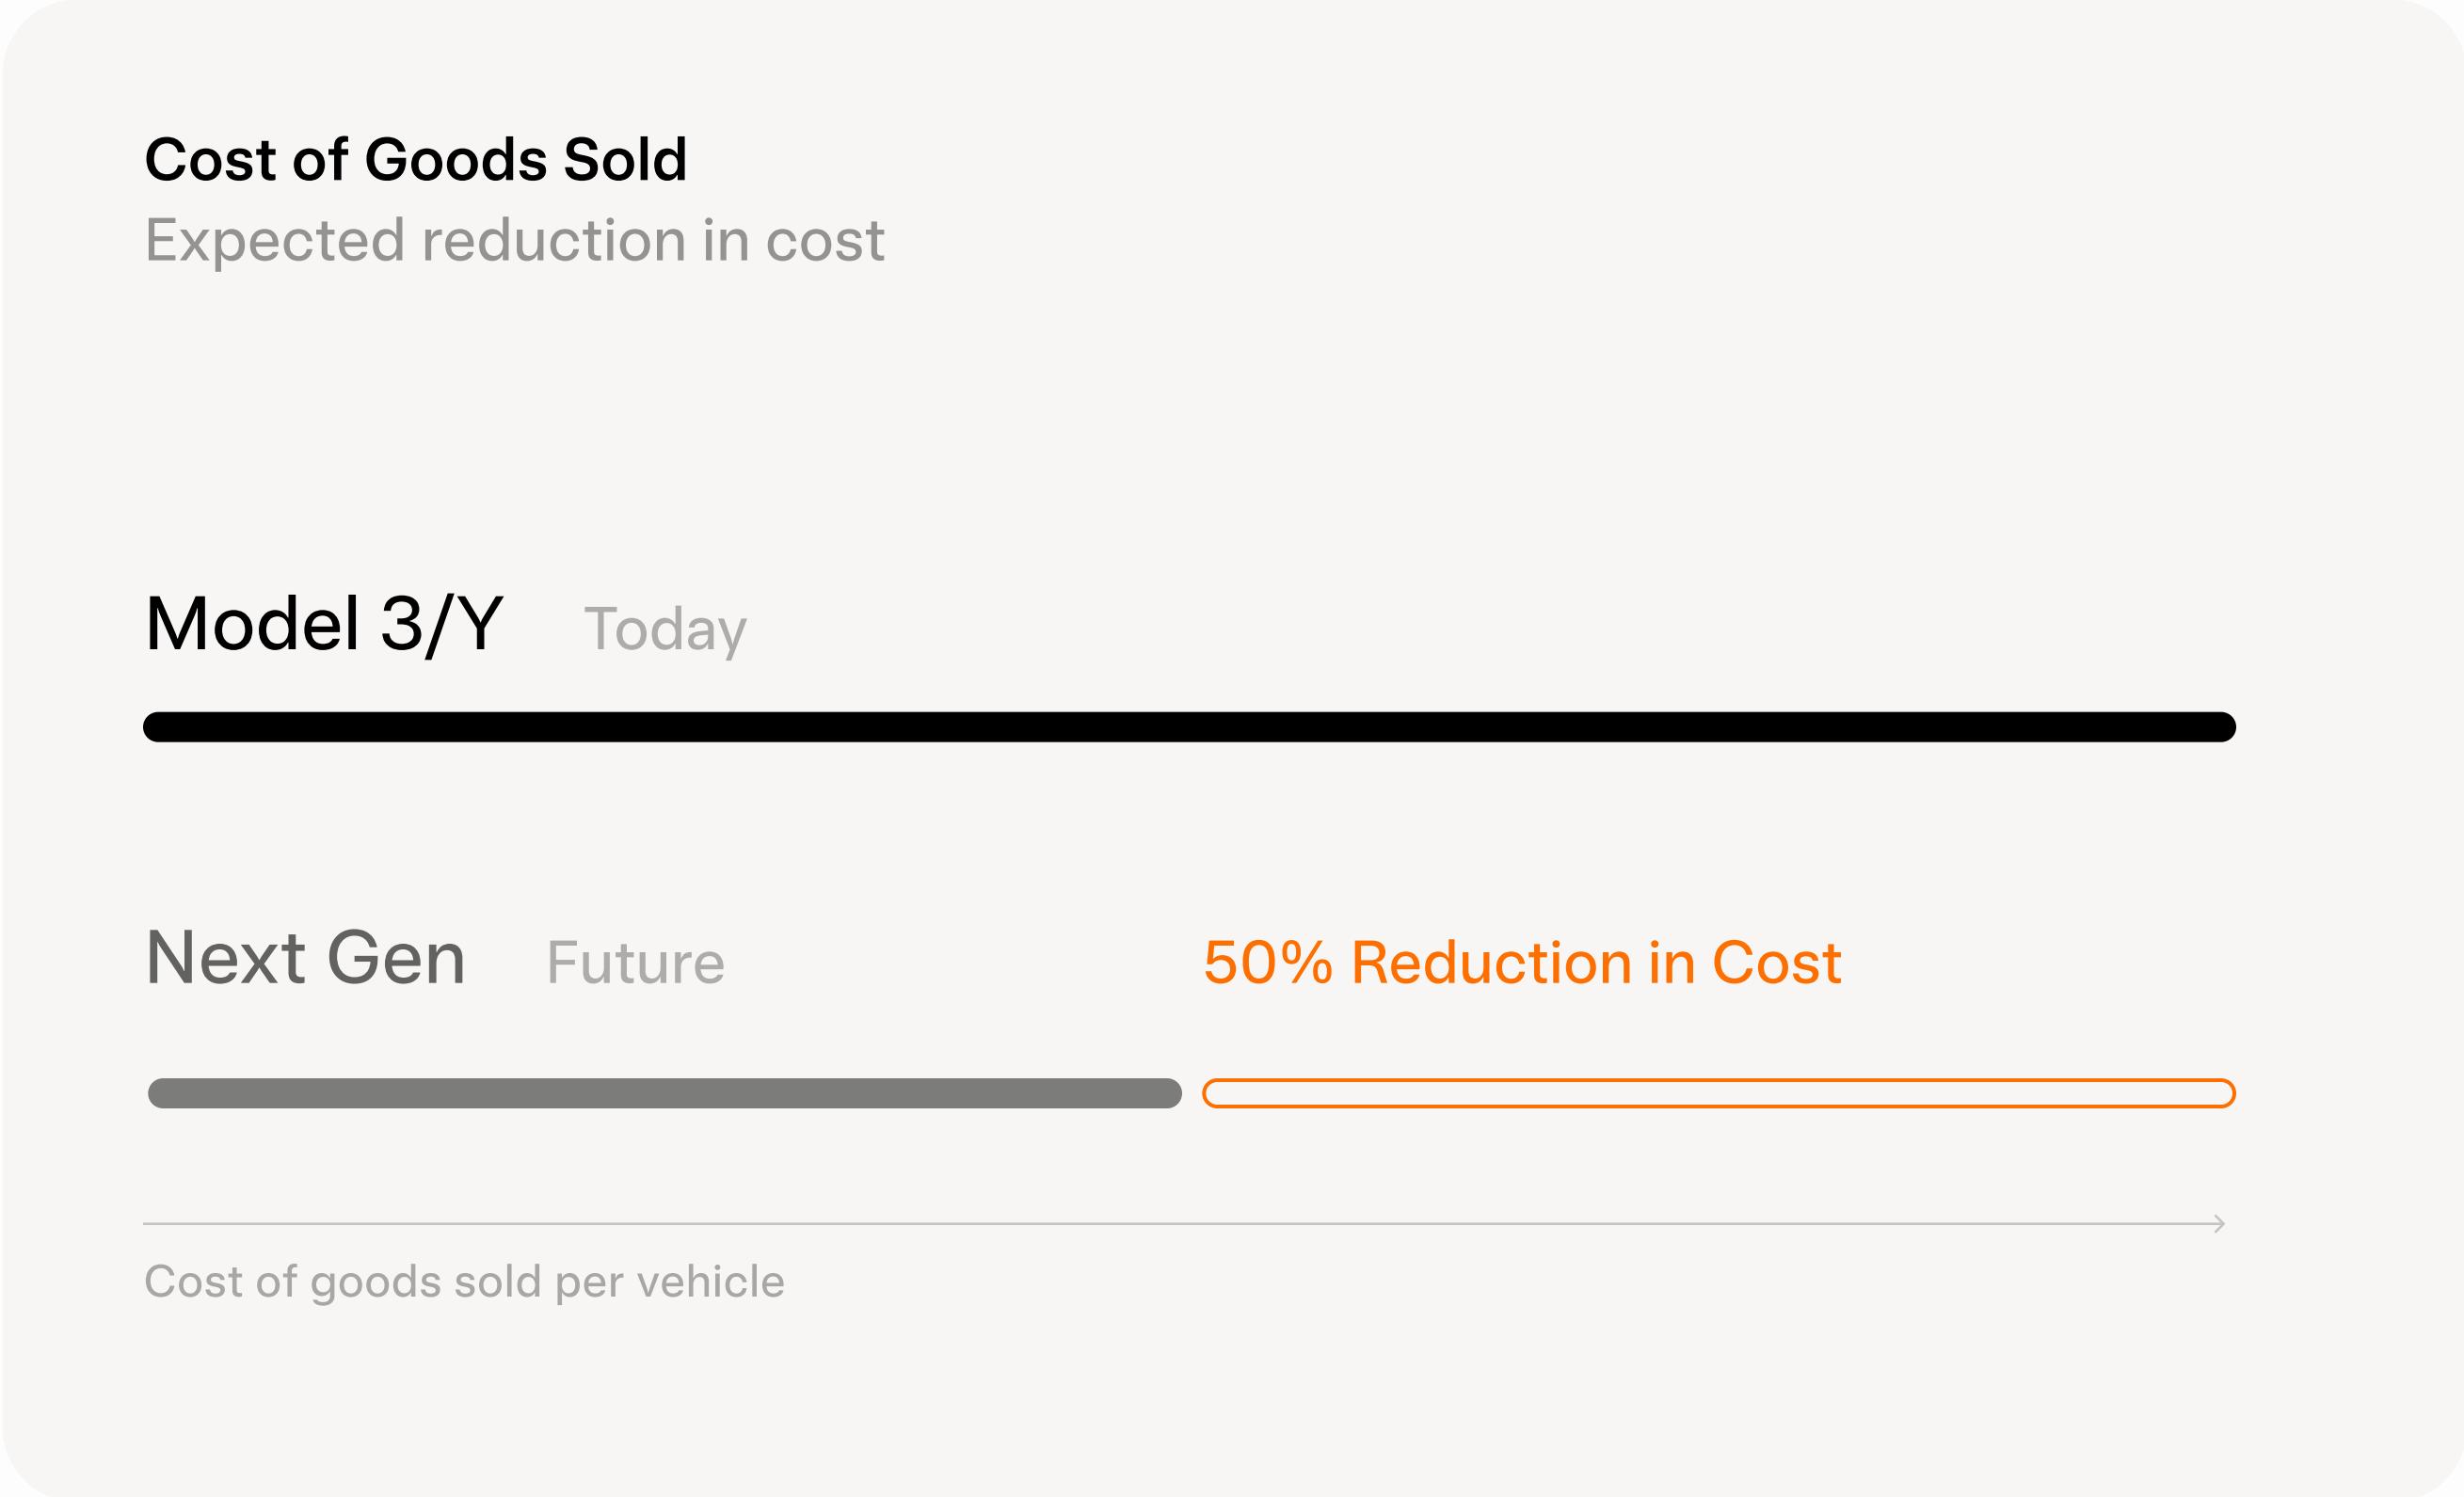 Cost of Goods Sold
Expected reduction in cost
Model 3/Y Today
Next Gen Future 50% Reduction in Cost
Cost of goods sold per vehicle